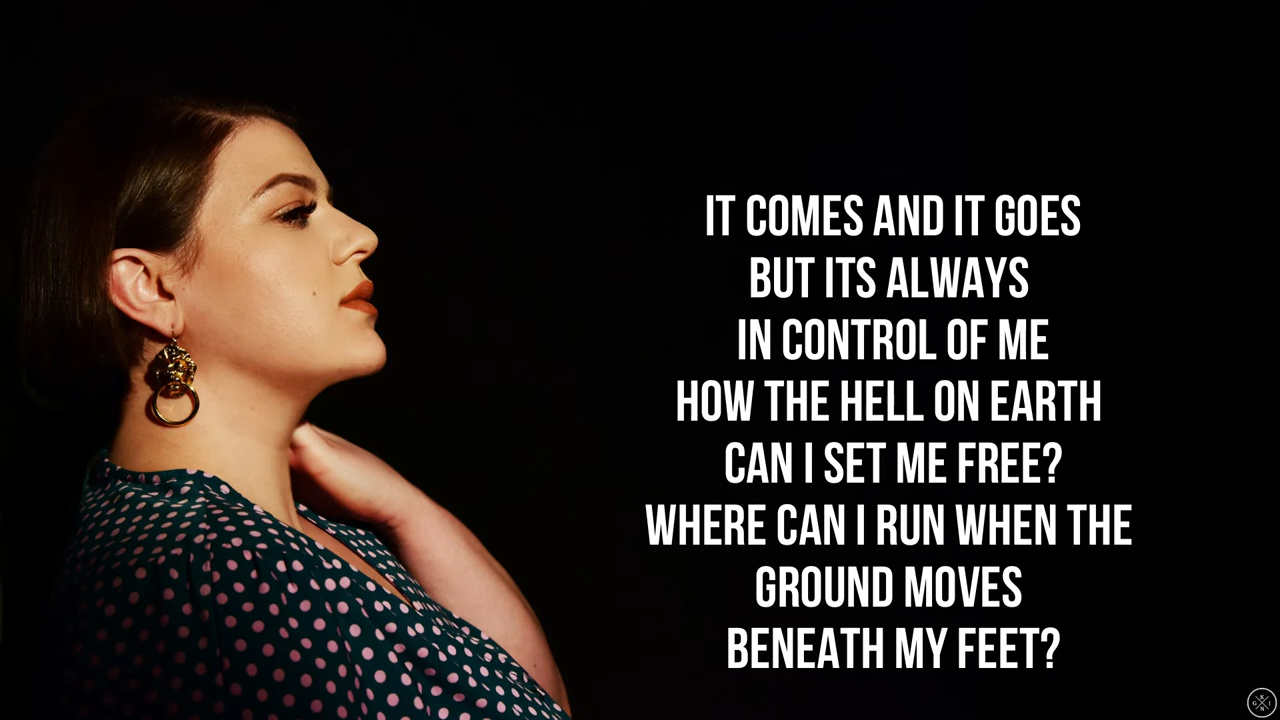 IT COMES AND IT GOES
BUT ITS ALWAYS
IN CONTROL OF ME
HOW THE HELL ON EARTH
CAN I SET ME FREE?
WHERE CAN I RUN WHEN THE
GROUND MOVES
BENEATH MY FEET?
K
G I
N